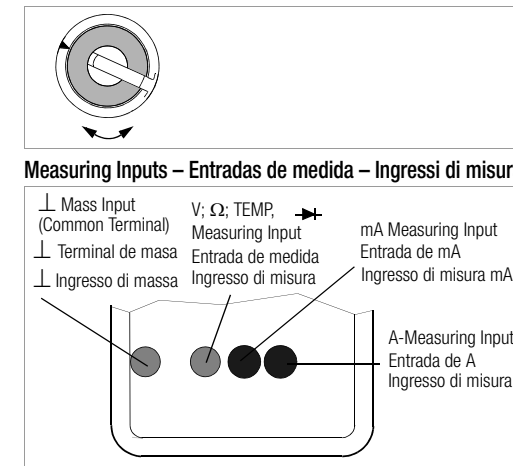 Measuring Inputs – Entradas de medida – Ingressi di misur
⊥ Mass Input
(Common Terminal)
⊥ Terminal de masa
⊥ Ingresso di massa
V; Ω; TEMP,
Measuring Input
Entrada de medida
Ingresso di misura
mA Measuring Input
Entrada de mA
Ingresso di misura mA
A-Measuring Input
Entrada de A
Ingresso di misura